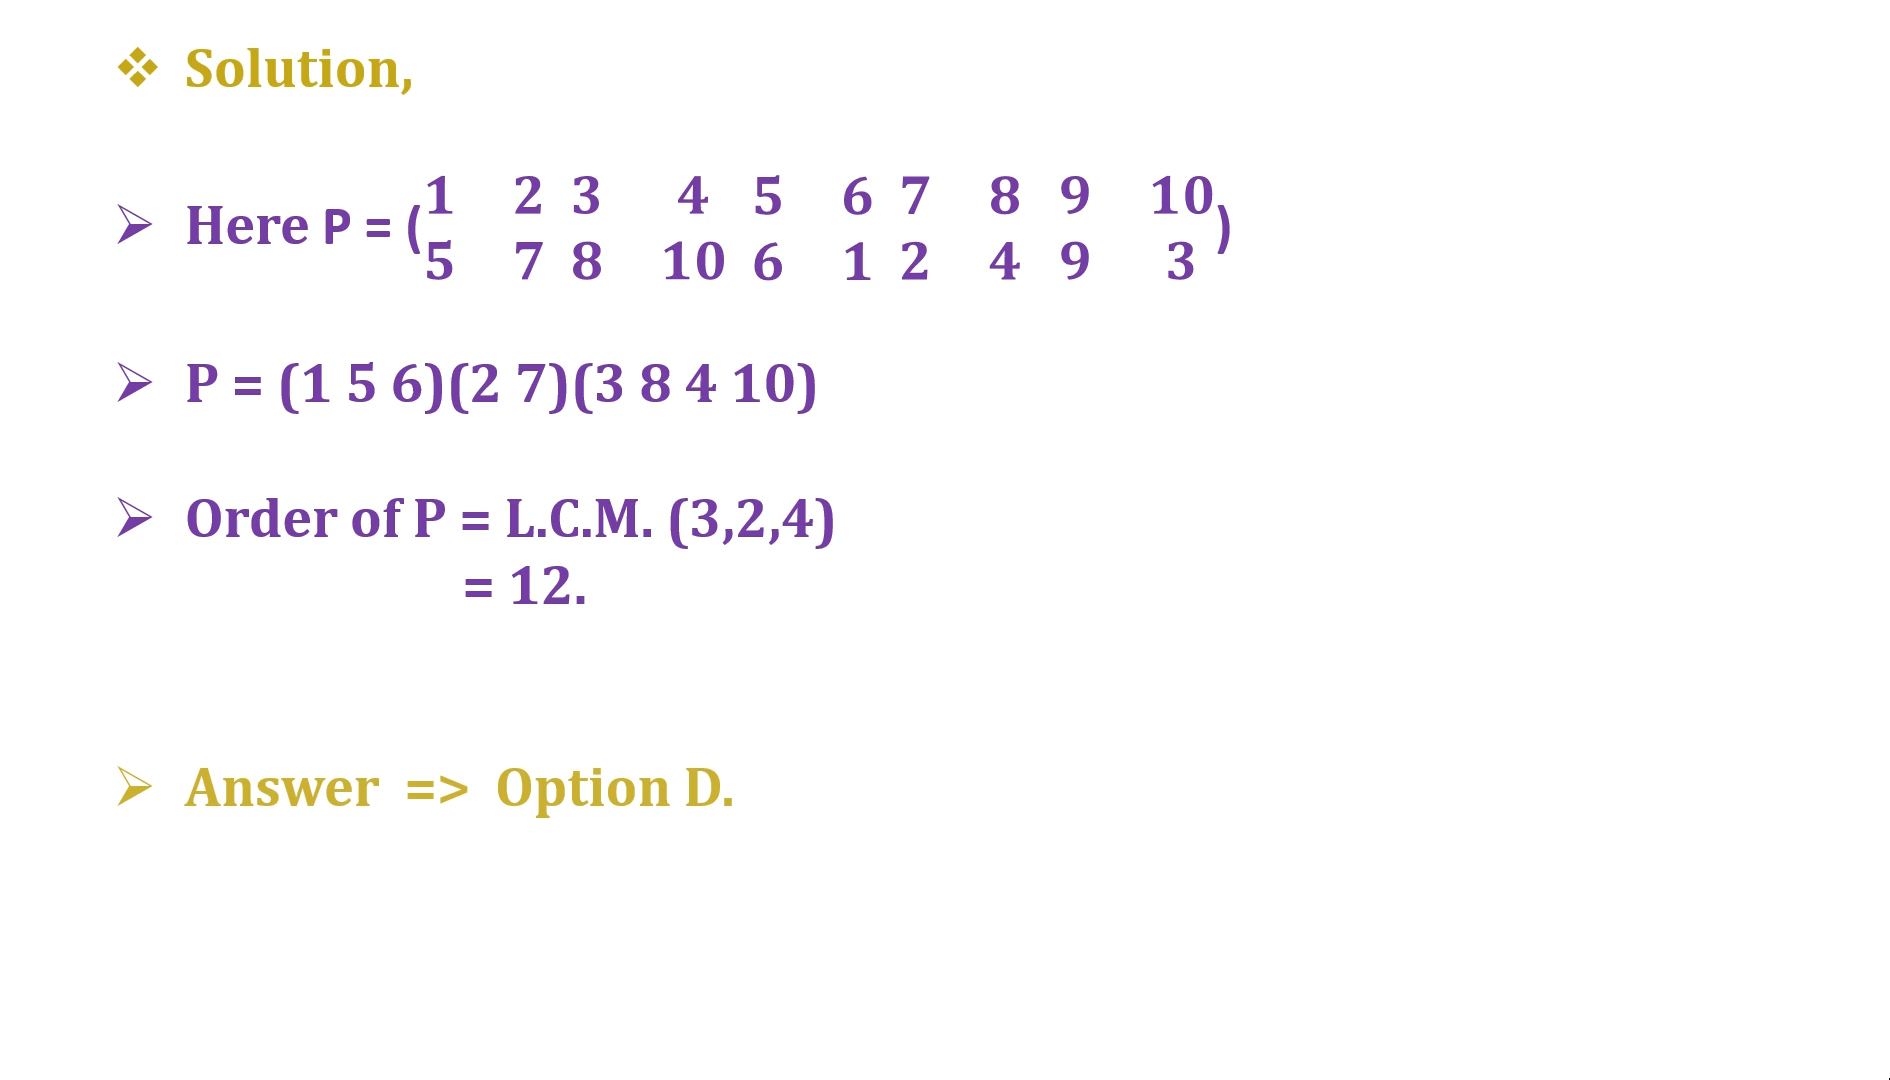 ❖ Solution,
➢ Here P = (1 2 3 4 5 6 7 8 9 10
5 7 8 10 6 1 2 4 9 3)
➢ P = (1 5 6)(2 7)(3 8 4 10)
➢ Order of P = L.C.M. (3,2,4)
= 12.
➢ Answer => Option D.